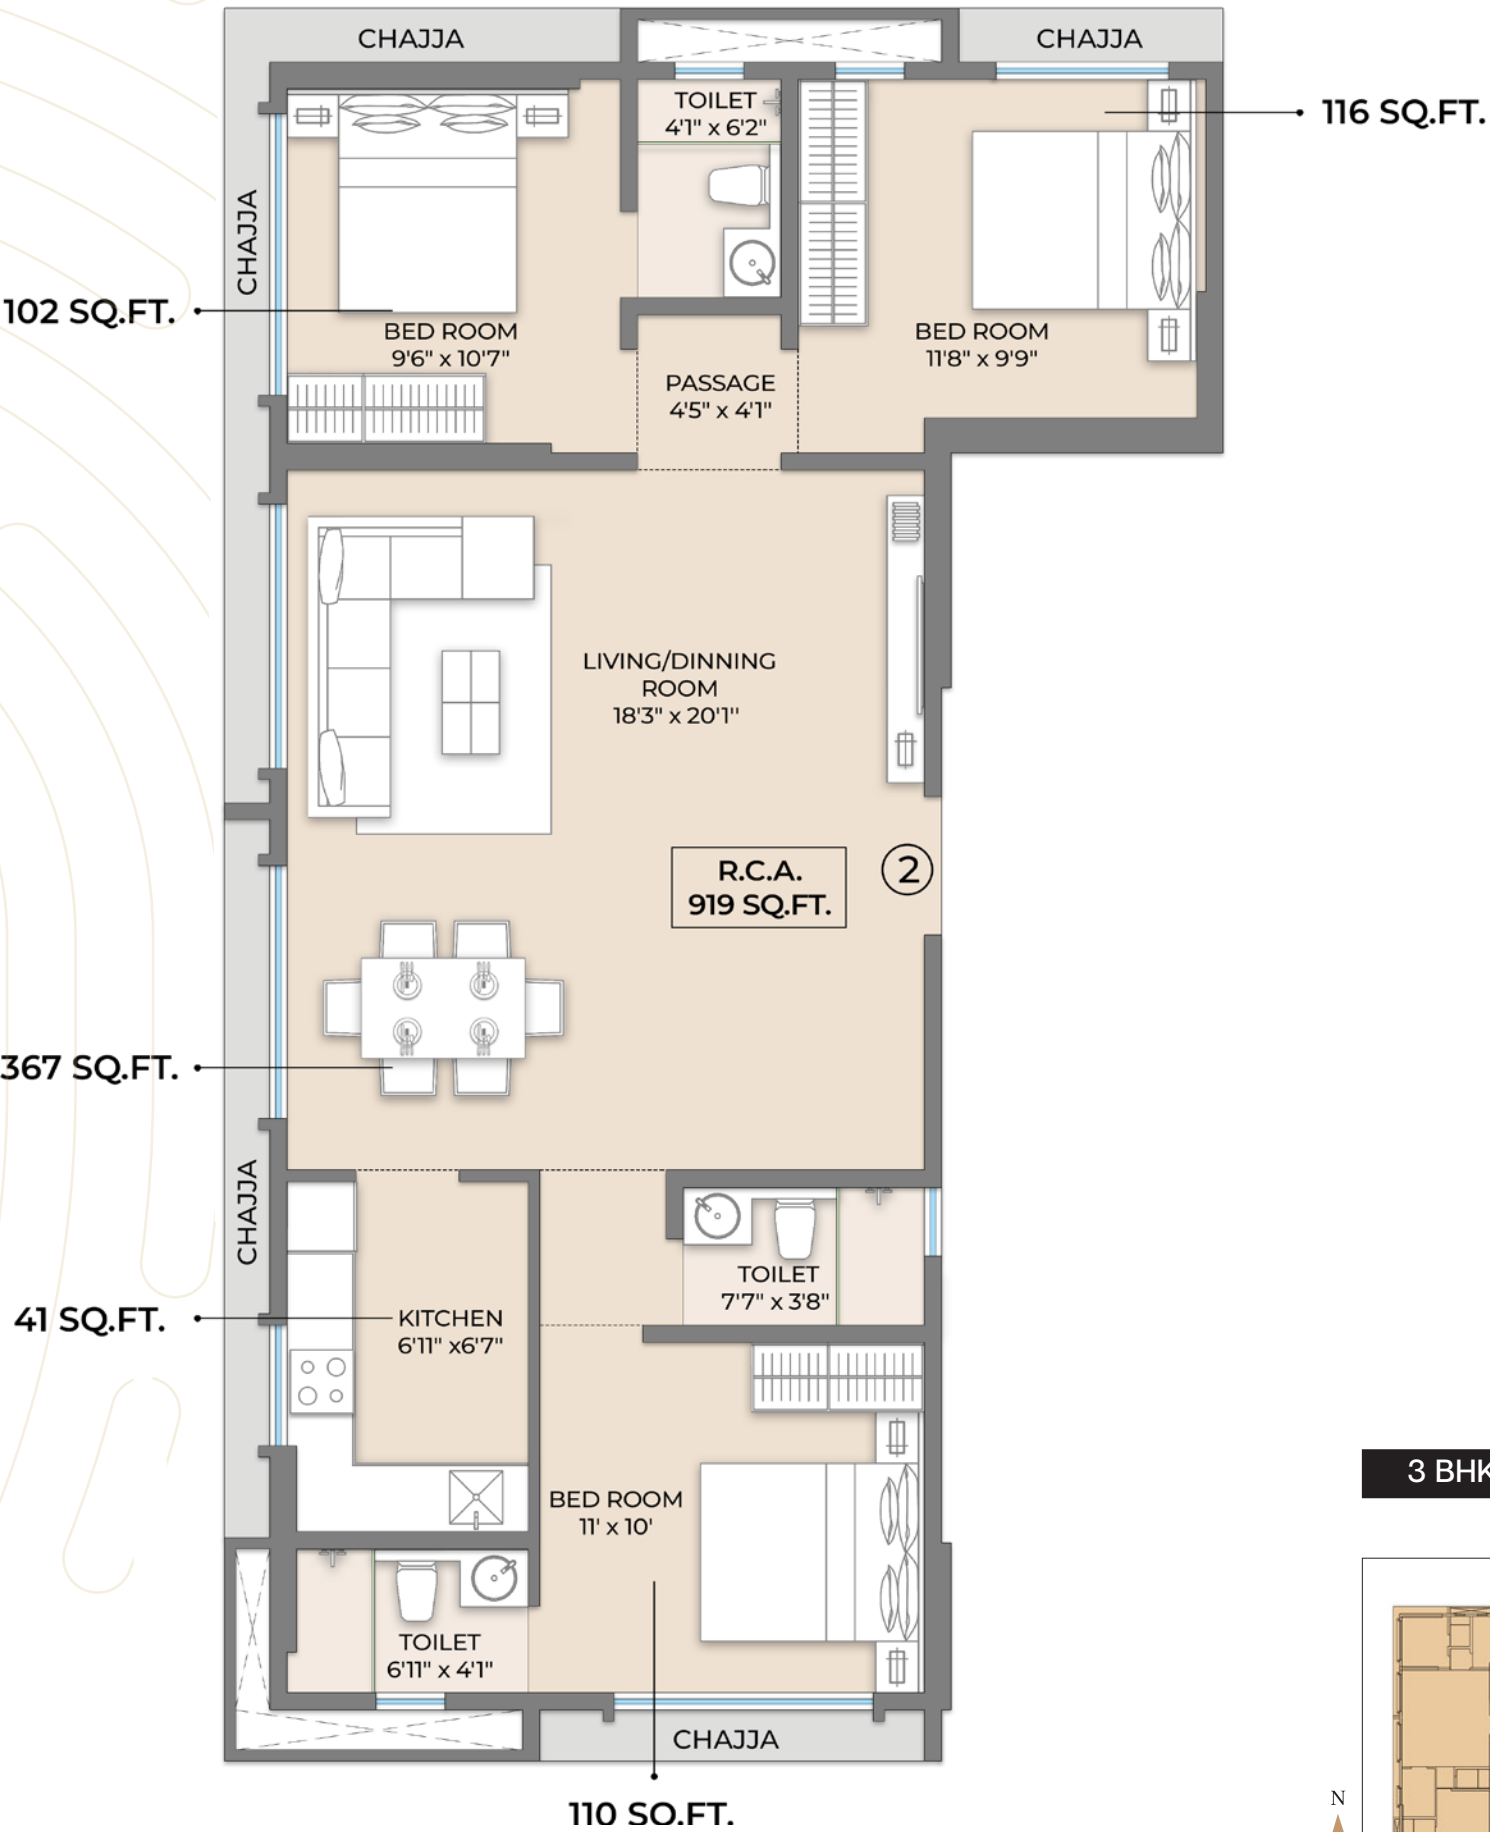 CHAJJA
CHAJJA
TOILET
4'1" x 6'2"
116 SQ.FT.
CHAJJA
102 SQ.FT.
BED ROOM
9'6" x 10'7"
BED ROOM
11'8" x 9'9"
PASSAGE
4'5" x 4'1"
LIVING/DINNING
ROOM
18'3" x 20'1"
R.C.A.
919 SQ.FT.
2
367 SQ.FT.
CHAJJA
TOILET
7'7" x 3'8"
41 SQ.FT.
KITCHEN
6'11" x6'7"
3 BHK
BED ROOM
11' x 10'
TOILET
6'11" x 4'1"
CHAJJA
N
110 SQ.FT.